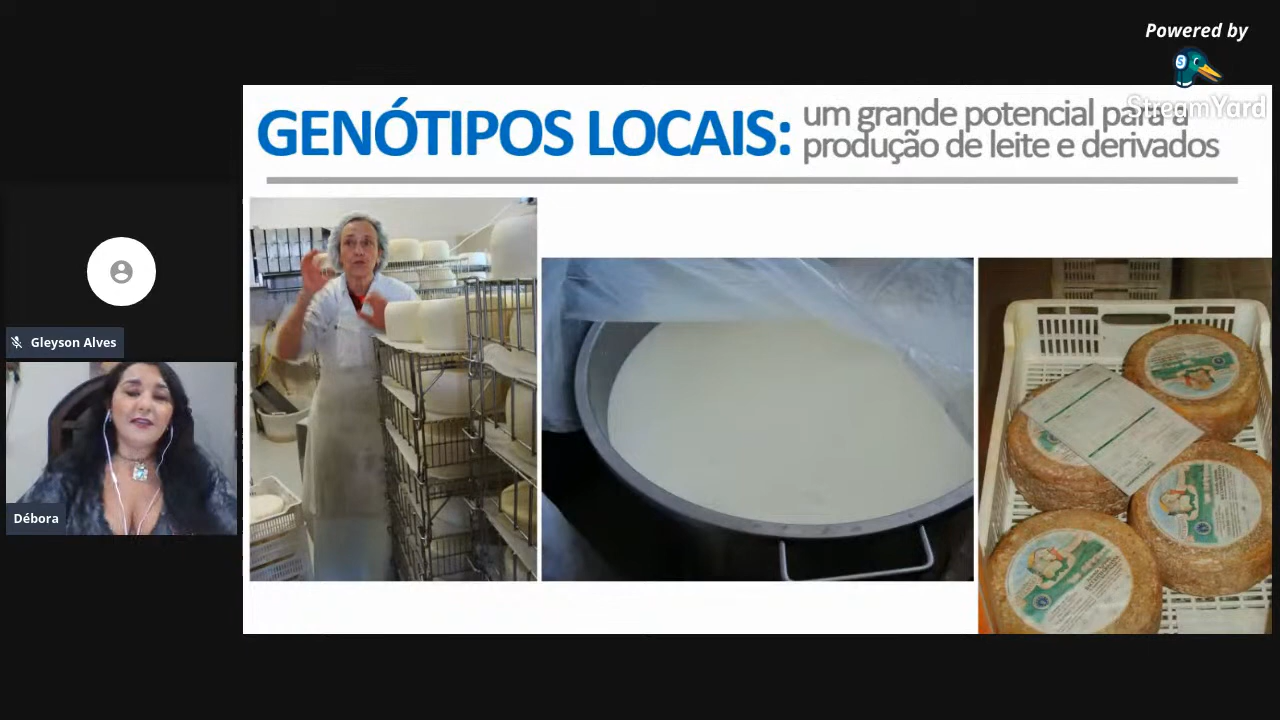 Powered by
StreamYard
GENÓTIPOS LOCAIS:
um grande potencial para a
produção de leite e derivados
Gleyson Alves
Débora